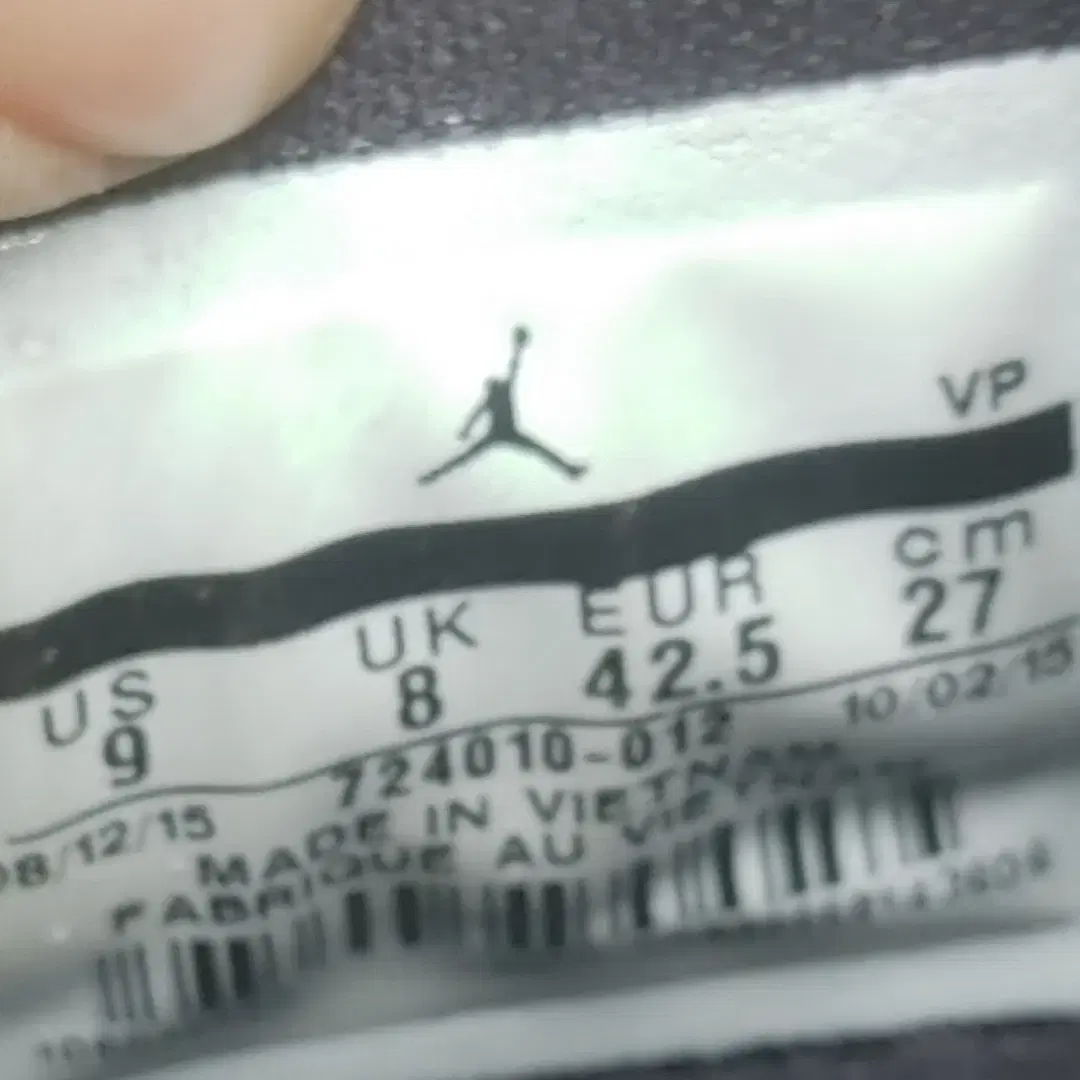 VP
US UK EUR cm
9 8 42.5 27
08/12/15 724010-012 10/02/15
MADE IN VIETNAM
FABRIQUE AU VIETNAM